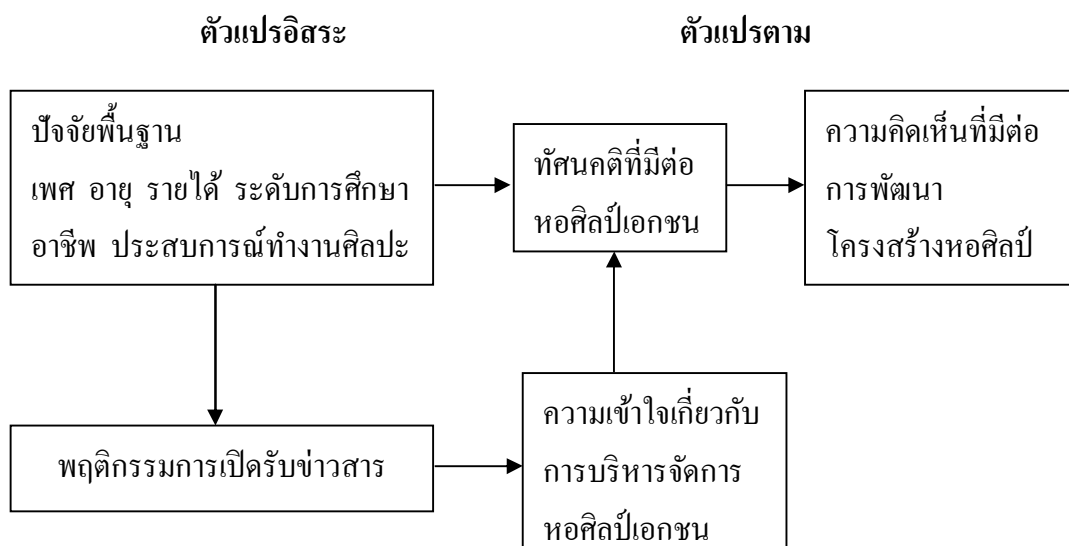 ตัวแปรอิสระ
ตัวแปรตาม
ปัจจัยพื้นฐาน
เพศ อายุ รายได้ ระดับการศึกษา
อาชีพ ประสบการณ์ทำงานศิลปะ
ทัศนคติที่มีต่อ
หอศิลป์เอกชน
ความคิดเห็นที่มีต่อ
การพัฒนา
โครงสร้างหอศิลป์
พฤติกรรมการเปิดรับข่าวสาร
ความเข้าใจเกี่ยวกับ
การบริหารจัดการ
หอศิลป์เอกชน